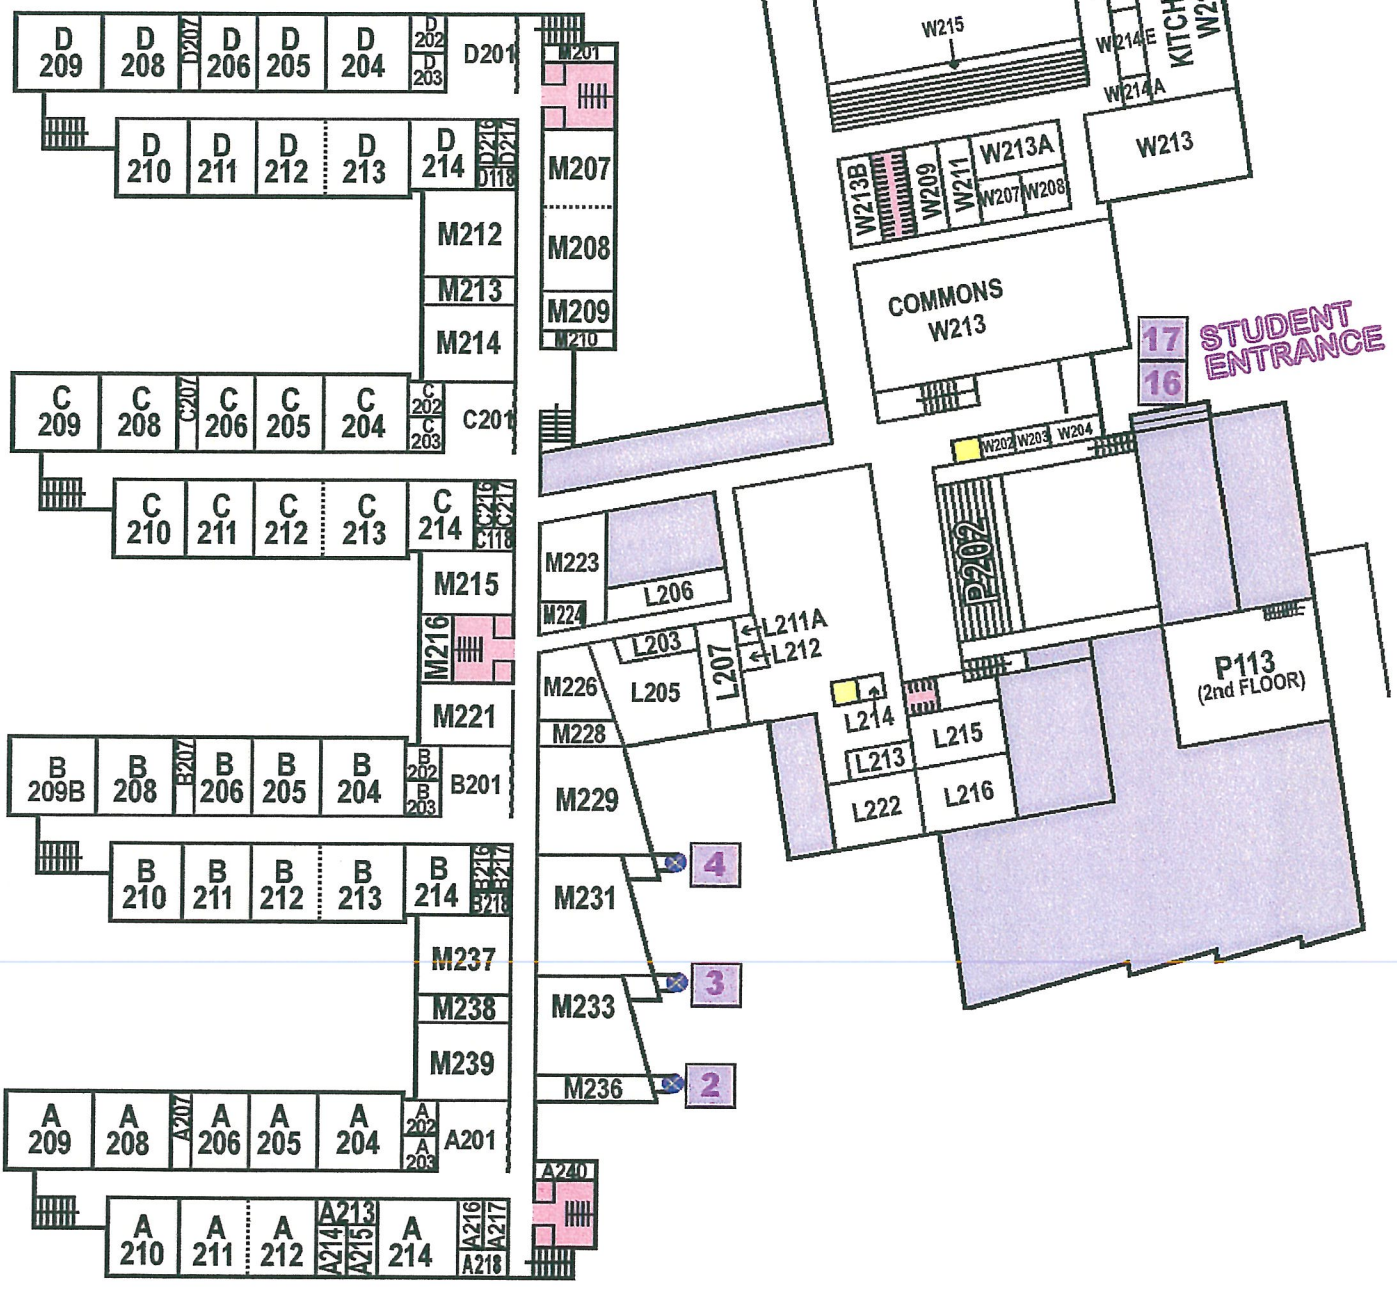 D
209
D
208
D207
D
206
D
205
D
204
D
202
D
203
D201
M201
D
210
D
211
D
212
D
213
D
214
D216
D217
D118
M207
M208
M209
M210
M212
M213
M214
C
209
C
208
C207
C
206
C
205
C
204
C
202
C
203
C201
C
210
C
211
C
212
C
213
C
214
C216
C217
C118
M215
M216
M221
M223
M224
M226
M228
M229
M231
M233
M236
B
209B
B
208
B207
B
206
B
205
B
204
B
202
B
203
B201
B
210
B
211
B
212
B
213
B
214
B216
B217
B218
M237
M238
M239
A
209
A
208
A207
A
206
A
205
A
204
A
202
A
203
A201
A240
A
210
A
211
A
212
A213
A214
A215
A
214
A216
A217
A218
4
3
2
W215
W214E
W214A
KITCH
W213
W213B
W209
W211
W213A
W207
W208
COMMONS
W213
17
16
STUDENT
ENTRANCE
W202
W203
W204
P202
P113
(2nd FLOOR)
L206
L203
L205
L207
L211A
L212
L214
L213
L215
L222
L216